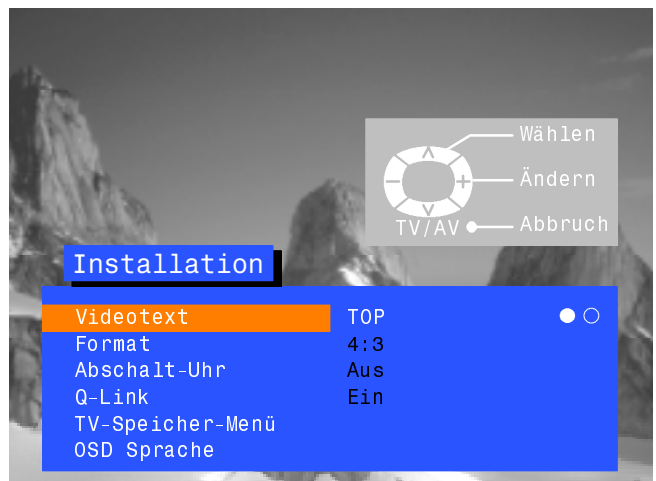 Wählen
Ändern
TV/AV Abbruch
Installation
Videotext TOP
Format 4:3
Abschalt-Uhr Aus
Q-Link Ein
TV-Speicher-Menü
OSD Sprache